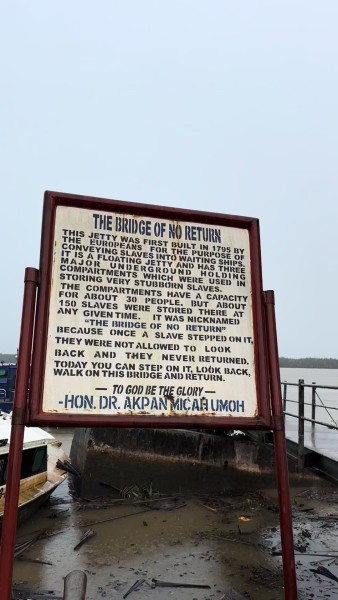 THE BRIDGE OF NO RETURN
THIS JETTY WAS FIRST BUILT IN 1795 BY
THE EUROPEANS FOR THE PURPOSE OF
CONVEYING SLAVES INTO WAITING SHIPS.
IT IS A FLOATING JETTY AND HAS THREE
MAJOR UNDERGROUND HOLDING
COMPARTMENTS WHICH WERE USED IN
STORING VERY STUBBORN SLAVES.
THE COMPARTMENTS HAVE A CAPACITY
FOR ABOUT 30 PEOPLE, BUT ABOUT
150 SLAVES WERE STORED THERE AT
ANY GIVEN TIME. IT WAS NICKNAMED
"THE BRIDGE OF NO RETURN"
BECAUSE ONCE A SLAVE STEPPED ON IT,
THEY WERE NOT ALLOWED TO LOOK
BACK AND THEY NEVER RETURNED.
TODAY YOU CAN STEP ON IT, LOOK BACK,
WALK ON THIS BRIDGE AND RETURN.
— TO GOD BE THE GLORY —
-HON. DR. AKPAN MICAH UMOH